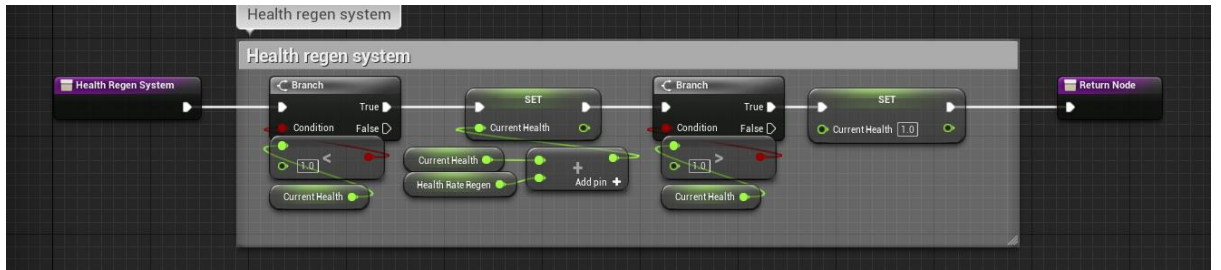 Health regen system
Health regen system
Health Regen System
Branch
True
Condition False
1.0 <
Current Health
SET
Current Health
Current Health
Health Rate Regen
+
Add pin +
Branch
True
Condition False
1.0 >
Current Health
SET
Current Health 1.0
Return Node